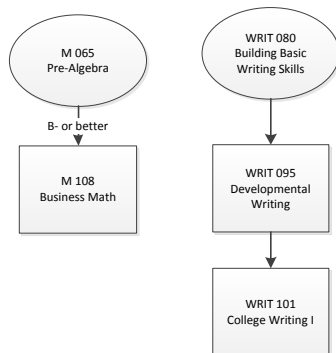 M 065
Pre-Algebra
B- or better
M 108
Business Math
WRIT 080
Building Basic
Writing Skills
WRIT 095
Developmental
Writing
WRIT 101
College Writing I